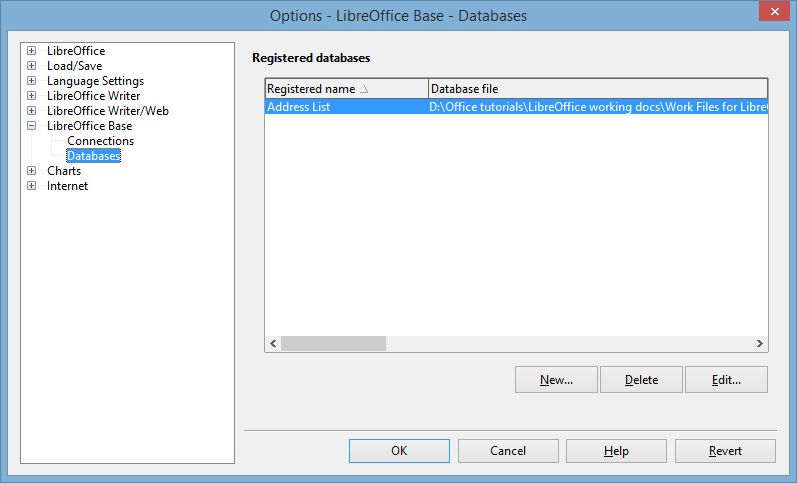 Options - LibreOffice Base - Databases
LibreOffice
Load/Save
Language Settings
LibreOffice Writer
LibreOffice Writer/Web
LibreOffice Base
Connections
Databases
Charts
Internet
Registered databases
Registered name Database file
Address List D:\Office tutorials\LibreOffice working docs\Work Files for Libre
New... Delete Edit...
OK Cancel Help Revert